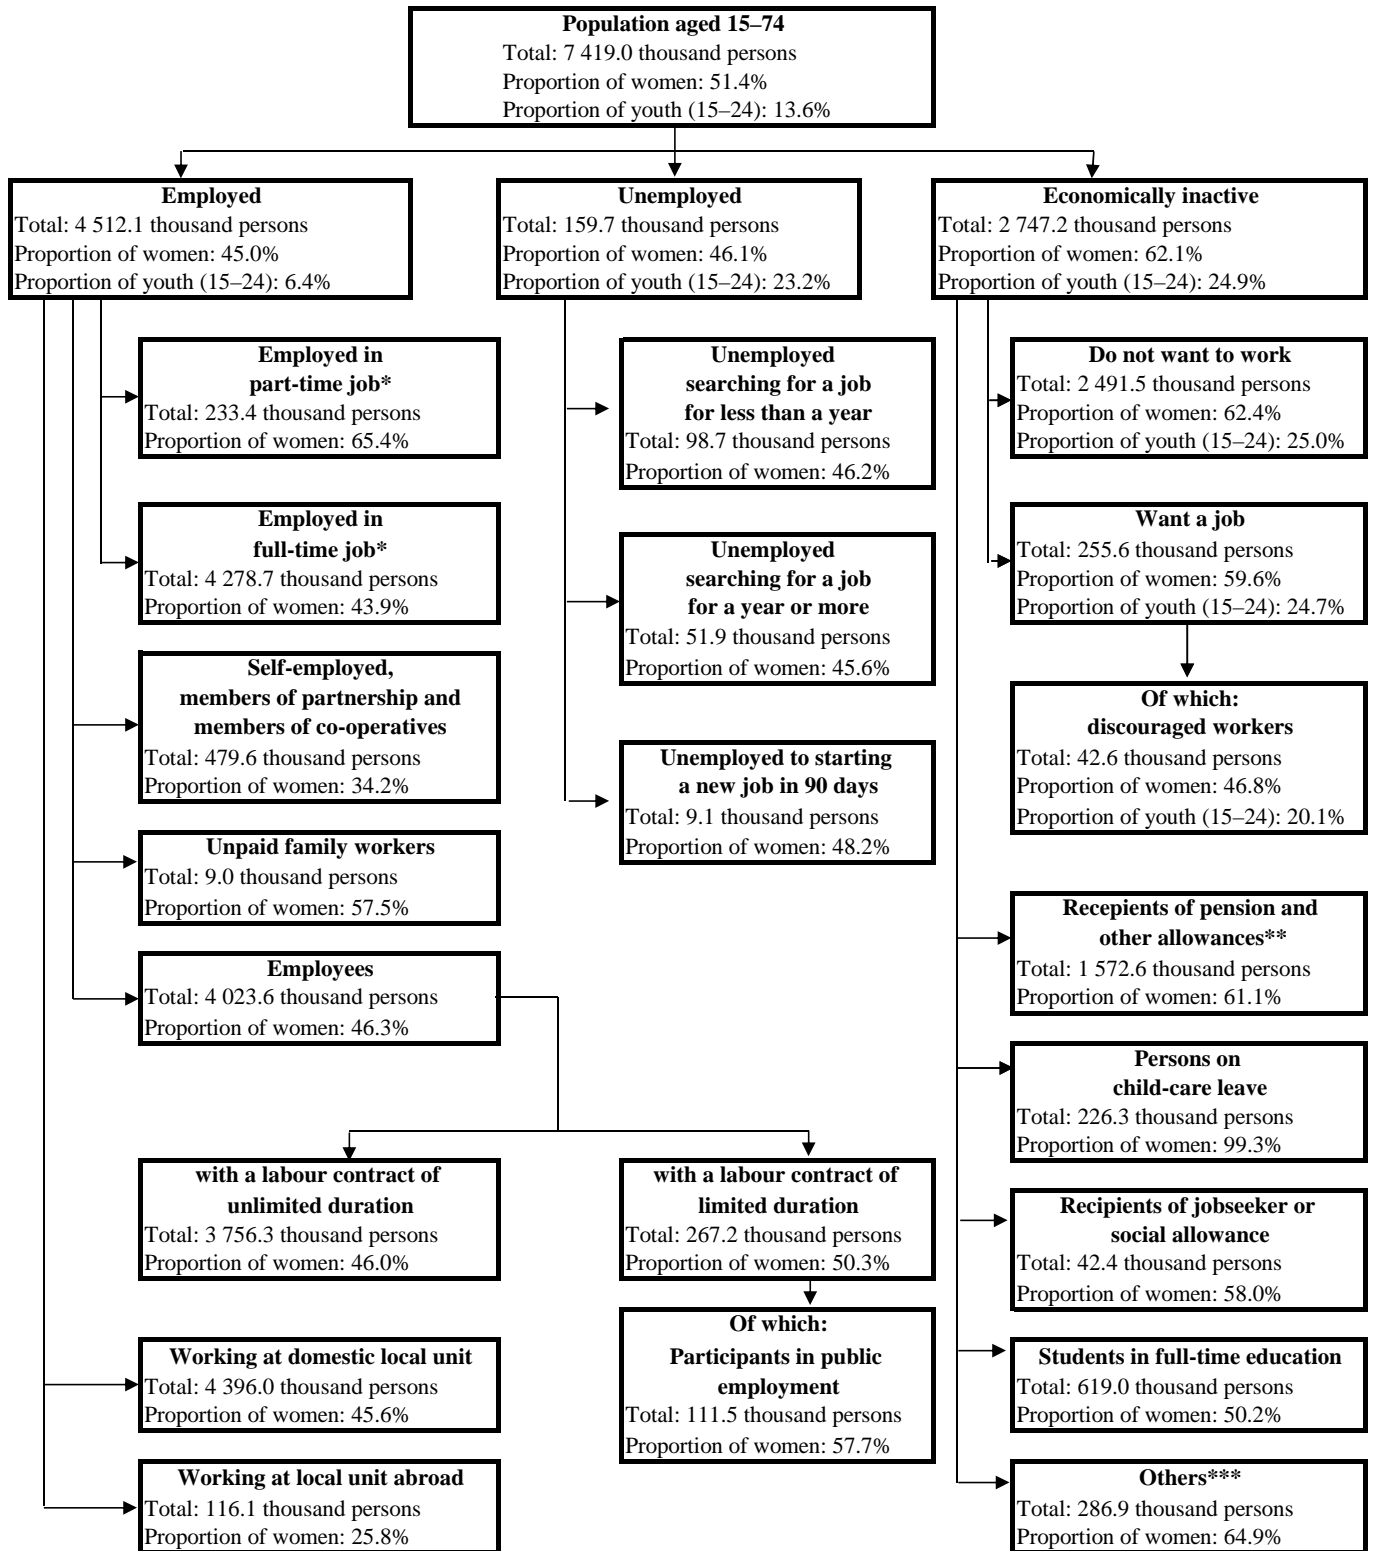 Population aged 15–74
Total: 7 419.0 thousand persons
Proportion of women: 51.4%
Proportion of youth (15–24): 13.6%
Employed
Total: 4 512.1 thousand persons
Proportion of women: 45.0%
Proportion of youth (15–24): 6.4%
Unemployed
Total: 159.7 thousand persons
Proportion of women: 46.1%
Proportion of youth (15–24): 23.2%
Economically inactive
Total: 2 747.2 thousand persons
Proportion of women: 62.1%
Proportion of youth (15–24): 24.9%
Employed in
part-time job*
Total: 233.4 thousand persons
Proportion of women: 65.4%
Employed in
full-time job*
Total: 4 278.7 thousand persons
Proportion of women: 43.9%
Self-employed,
members of partnership and
members of co-operatives
Total: 479.6 thousand persons
Proportion of women: 34.2%
Unpaid family workers
Total: 9.0 thousand persons
Proportion of women: 57.5%
Employees
Total: 4 023.6 thousand persons
Proportion of women: 46.3%
with a labour contract of
unlimited duration
Total: 3 756.3 thousand persons
Proportion of women: 46.0%
with a labour contract of
limited duration
Total: 267.2 thousand persons
Proportion of women: 50.3%
Of which:
Participants in public
employment
Total: 111.5 thousand persons
Proportion of women: 57.7%
Working at domestic local unit
Total: 4 396.0 thousand persons
Proportion of women: 45.6%
Working at local unit abroad
Total: 116.1 thousand persons
Proportion of women: 25.8%
Unemployed
searching for a job
for less than a year
Total: 98.7 thousand persons
Proportion of women: 46.2%
Unemployed
searching for a job
for a year or more
Total: 51.9 thousand persons
Proportion of women: 45.6%
Unemployed to starting
a new job in 90 days
Total: 9.1 thousand persons
Proportion of women: 48.2%
Do not want to work
Total: 2 491.5 thousand persons
Proportion of women: 62.4%
Proportion of youth (15–24): 25.0%
Want a job
Total: 255.6 thousand persons
Proportion of women: 59.6%
Proportion of youth (15–24): 24.7%
Of which:
discouraged workers
Total: 42.6 thousand persons
Proportion of women: 46.8%
Proportion of youth (15–24): 20.1%
Recepients of pension and
other allowances**
Total: 1 572.6 thousand persons
Proportion of women: 61.1%
Persons on
child-care leave
Total: 226.3 thousand persons
Proportion of women: 99.3%
Recipients of jobseeker or
social allowance
Total: 42.4 thousand persons
Proportion of women: 58.0%
Students in full-time education
Total: 619.0 thousand persons
Proportion of women: 50.2%
Others***
Total: 286.9 thousand persons
Proportion of women: 64.9%